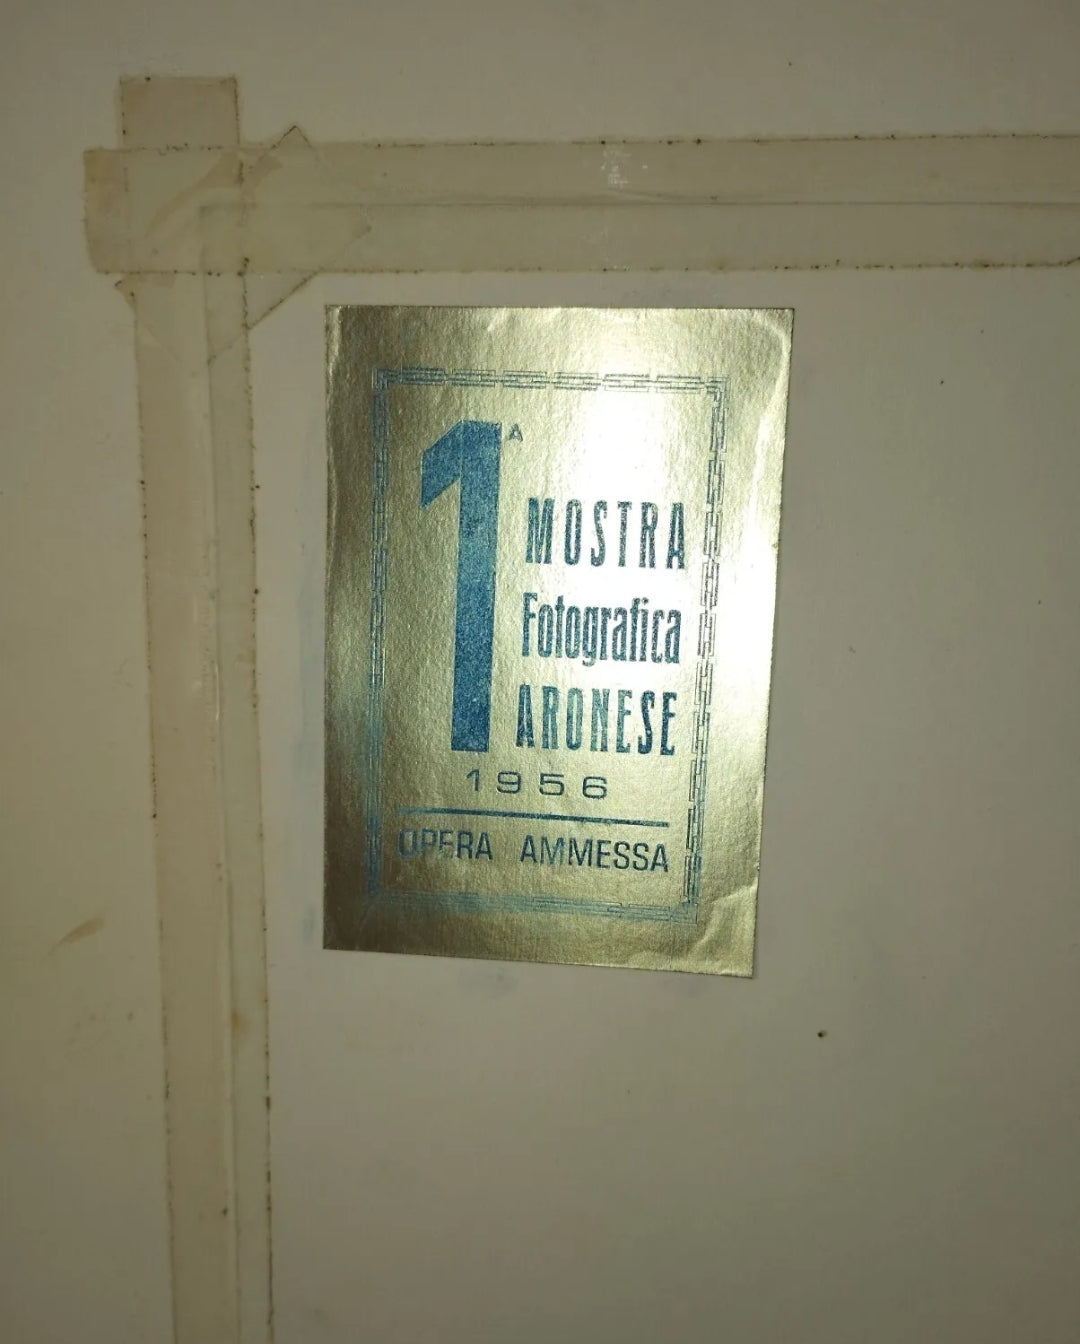 1A
MOSTRA
Fotografica
ARONESE
1956
OPERA AMMESSA